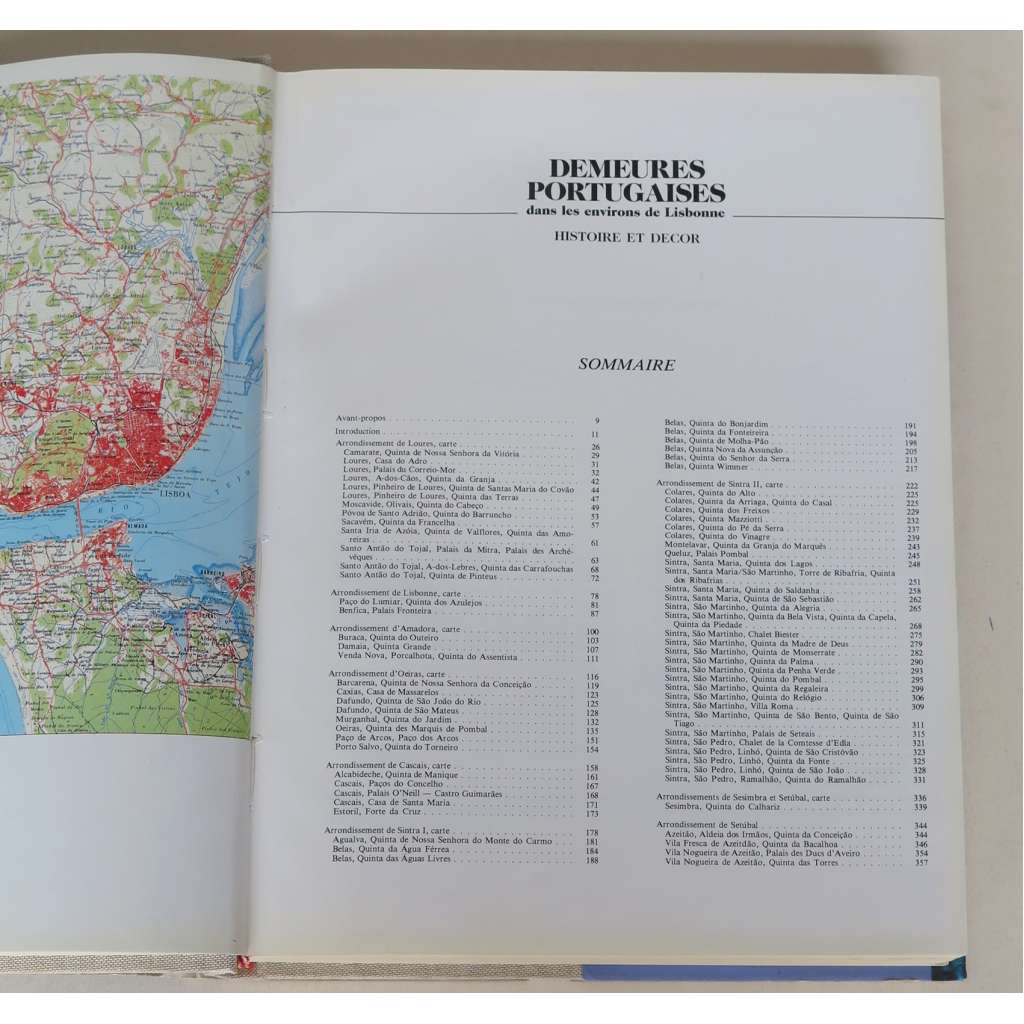 LISBOA
ALMADA
BARREIRO
DEMEURES
PORTUGAISES
dans les environs de Lisbonne
HISTOIRE ET DECOR
SOMMAIRE
Avant-propos 9
Introduction 11
Arrondissement de Loures, carte 26
Camarate, Quinta de Nossa Senhora da Vitória 29
Loures, Casa do Adro 31
Loures, Palais du Correio-Mor 32
Loures, A-dos-Cãos, Quinta da Granja 42
Loures, Pinheiro de Loures, Quinta de Santas Maria do Covão 44
Loures, Pinheiro de Loures, Quinta das Terras 47
Moscavide, Olivais, Quinta do Cabeço 49
Póvoa de Santo Adrião, Quinta do Barruncho 53
Sacavém, Quinta da Francelha 57
Santa Iria de Azóia, Quinta de Valflores, Quinta das Amo-
reiras 61
Santo Antão do Tojal, Palais da Mitra, Palais des Arché-
vêques 63
Santo Antão do Tojal, A-dos-Lebres, Quinta das Carrafouchas 68
Santo Antão do Tojal, Quinta de Pinteus 72
Arrondissement de Lisbonne, carte 78
Paço do Lumiar, Quinta dos Azulejos 81
Benfica, Palais Fronteira 87
Arrondissement d'Amadora, carte 100
Buraca, Quinta do Outeiro 103
Damaia, Quinta Grande 107
Venda Nova, Porcalhota, Quinta do Assentista 111
Arrondissement d'Oeiras, carte 116
Barcarena, Quinta de Nossa Senhora da Conceição 119
Caxias, Casa de Massarelos 123
Dafundo, Quinta de São João do Rio 125
Dafundo, Quinta de São Mateus 128
Murganhal, Quinta do Jardim 132
Oeiras, Quinta des Marquis de Pombal 135
Paço de Arcos, Paço dos Arcos 151
Porto Salvo, Quinta do Torneiro 154
Arrondissement de Cascais, carte 158
Alcabideche, Quinta de Manique 161
Cascais, Paços do Concelho 167
Cascais, Palais O'Neill — Castro Guimarães 168
Cascais, Casa de Santa Maria 171
Estoril, Forte da Cruz 173
Arrondissement de Sintra I, carte 178
Agualva, Quinta de Nossa Senhora do Monte do Carmo 181
Belas, Quinta da Água Férrea 184
Belas, Quinta das Águas Livres 188
Belas, Quinta do Bonjardim 191
Belas, Quinta da Fonteireira 194
Belas, Quinta de Molha-Pão 198
Belas, Quinta Nova da Assunção 205
Belas, Quinta do Senhor da Serra 213
Belas, Quinta Wimmer 217
Arrondissement de Sintra II, carte 222
Colares, Quinta do Alto 225
Colares, Quinta da Arriaga, Quinta do Casal 225
Colares, Quinta dos Freixos 229
Colares, Quinta Mazziotti 232
Colares, Quinta do Pé da Serra 237
Colares, Quinta do Vinagre 239
Montelavar, Quinta da Granja do Marquês 243
Queluz, Palais Pombal 245
Sintra, Santa Maria, Quinta dos Lagos 248
Sintra, Santa Maria/São Martinho, Torre de Ribafria, Quinta
dos Ribafrias 251
Sintra, Santa Maria, Quinta do Saldanha 258
Sintra, Santa Maria, Quinta de São Sebastião 262
Sintra, São Martinho, Quinta da Alegria 265
Sintra, São Martinho, Quinta da Bela Vista, Quinta da Capela,
Quinta da Piedade 268
Sintra, São Martinho, Chalet Biester 275
Sintra, São Martinho, Quinta da Madre de Deus 279
Sintra, São Martinho, Quinta de Monserrate 282
Sintra, São Martinho, Quinta da Palma 290
Sintra, São Martinho, Quinta da Penha Verde 293
Sintra, São Martinho, Quinta do Pombal 295
Sintra, São Martinho, Quinta da Regaleira 299
Sintra, São Martinho, Quinta do Relógio 306
Sintra, São Martinho, Villa Roma 309
Sintra, São Martinho, Quinta de São Bento, Quinta de São
Tiago 311
Sintra, São Martinho, Palais de Seteais 315
Sintra, São Pedro, Chalet de la Comtesse d'Edla 321
Sintra, São Pedro, Linhó, Quinta de São Cristóvão 323
Sintra, São Pedro, Linhó, Quinta da Fonte 325
Sintra, São Pedro, Linhó, Quinta de São João 328
Sintra, São Pedro, Ramalhão, Quinta do Ramalhão 331
Arrondissements de Sesimbra et Setúbal, carte 336
Sesimbra, Quinta do Calhariz 339
Arrondissement de Setúbal 344
Azeitão, Aldeia dos Irmãos, Quinta da Conceição 344
Vila Fresca de Azeitdão, Quinta da Bacalhoa 346
Vila Nogueira de Azeitão, Palais des Ducs d'Aveiro 354
Vila Nogueira de Azeitão, Quinta das Torres 357